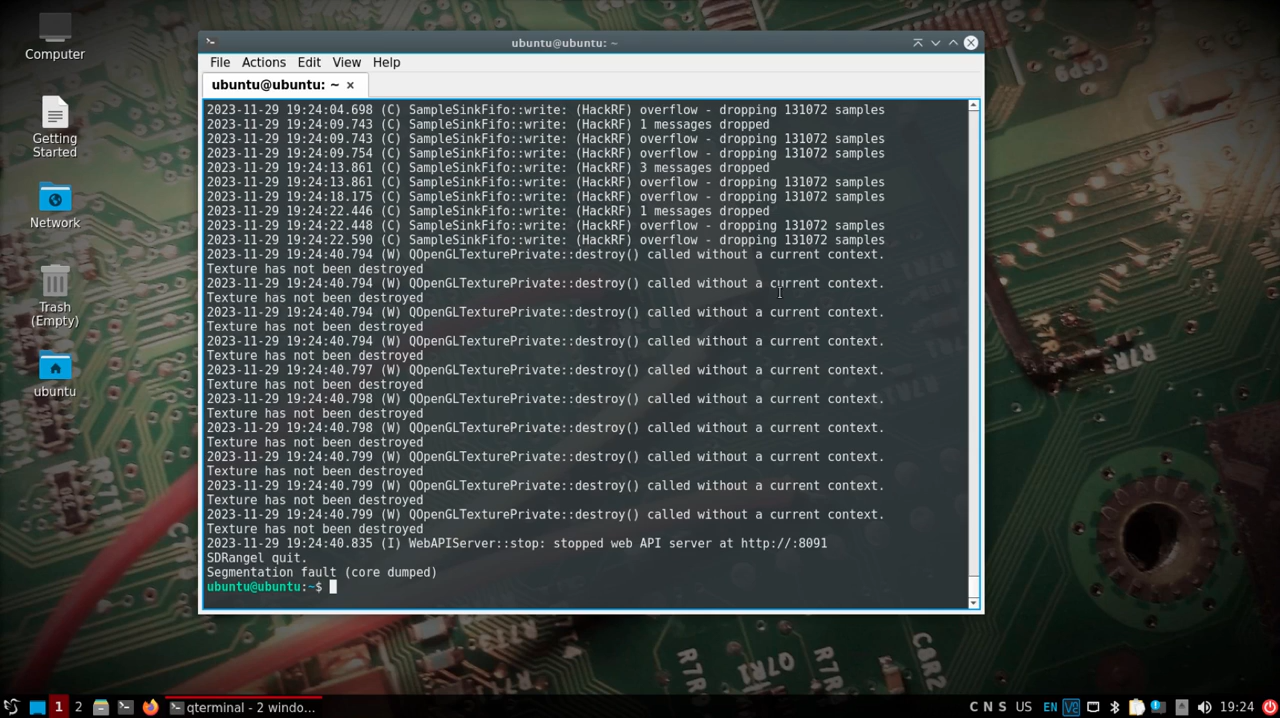 Computer
Getting
Started
Network
Trash
(Empty)
ubuntu
ubuntu@ubuntu: ~
File Actions Edit View Help
ubuntu@ubuntu: ~ ×
2023-11-29 19:24:04.698 (C) SampleSinkFifo::write: (HackRF) overflow - dropping 131072 samples
2023-11-29 19:24:09.743 (C) SampleSinkFifo::write: (HackRF) 1 messages dropped
2023-11-29 19:24:09.743 (C) SampleSinkFifo::write: (HackRF) overflow - dropping 131072 samples
2023-11-29 19:24:09.754 (C) SampleSinkFifo::write: (HackRF) overflow - dropping 131072 samples
2023-11-29 19:24:13.861 (C) SampleSinkFifo::write: (HackRF) 3 messages dropped
2023-11-29 19:24:13.861 (C) SampleSinkFifo::write: (HackRF) overflow - dropping 131072 samples
2023-11-29 19:24:18.175 (C) SampleSinkFifo::write: (HackRF) overflow - dropping 131072 samples
2023-11-29 19:24:22.446 (C) SampleSinkFifo::write: (HackRF) 1 messages dropped
2023-11-29 19:24:22.448 (C) SampleSinkFifo::write: (HackRF) overflow - dropping 131072 samples
2023-11-29 19:24:22.590 (C) SampleSinkFifo::write: (HackRF) overflow - dropping 131072 samples
2023-11-29 19:24:40.794 (W) QOpenGLTexturePrivate::destroy() called without a current context.
Texture has not been destroyed
2023-11-29 19:24:40.794 (W) QOpenGLTexturePrivate::destroy() called without a current context.
Texture has not been destroyed
2023-11-29 19:24:40.794 (W) QOpenGLTexturePrivate::destroy() called without a current context.
Texture has not been destroyed
2023-11-29 19:24:40.794 (W) QOpenGLTexturePrivate::destroy() called without a current context.
Texture has not been destroyed
2023-11-29 19:24:40.797 (W) QOpenGLTexturePrivate::destroy() called without a current context.
Texture has not been destroyed
2023-11-29 19:24:40.798 (W) QOpenGLTexturePrivate::destroy() called without a current context.
Texture has not been destroyed
2023-11-29 19:24:40.798 (W) QOpenGLTexturePrivate::destroy() called without a current context.
Texture has not been destroyed
2023-11-29 19:24:40.799 (W) QOpenGLTexturePrivate::destroy() called without a current context.
Texture has not been destroyed
2023-11-29 19:24:40.799 (W) QOpenGLTexturePrivate::destroy() called without a current context.
Texture has not been destroyed
2023-11-29 19:24:40.799 (W) QOpenGLTexturePrivate::destroy() called without a current context.
Texture has not been destroyed
2023-11-29 19:24:40.835 (I) WebAPIServer::stop: stopped web API server at http://:8091
SDRangel quit.
Segmentation fault (core dumped)
ubuntu@ubuntu:~$
1 2 qterminal - 2 windo... C N S US EN 19:24